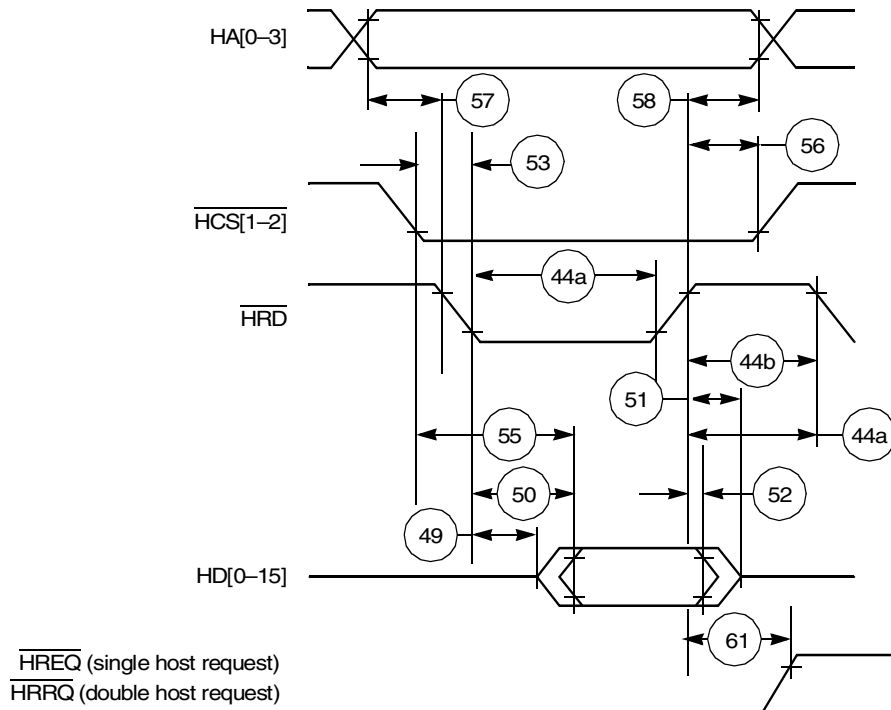 HA[0–3]
57
58
56
53
HCS[1–2]
44a
HRD
44b
51
55
44a
50
52
49
HD[0–15]
61
HREQ (single host request)
HRRQ (double host request)